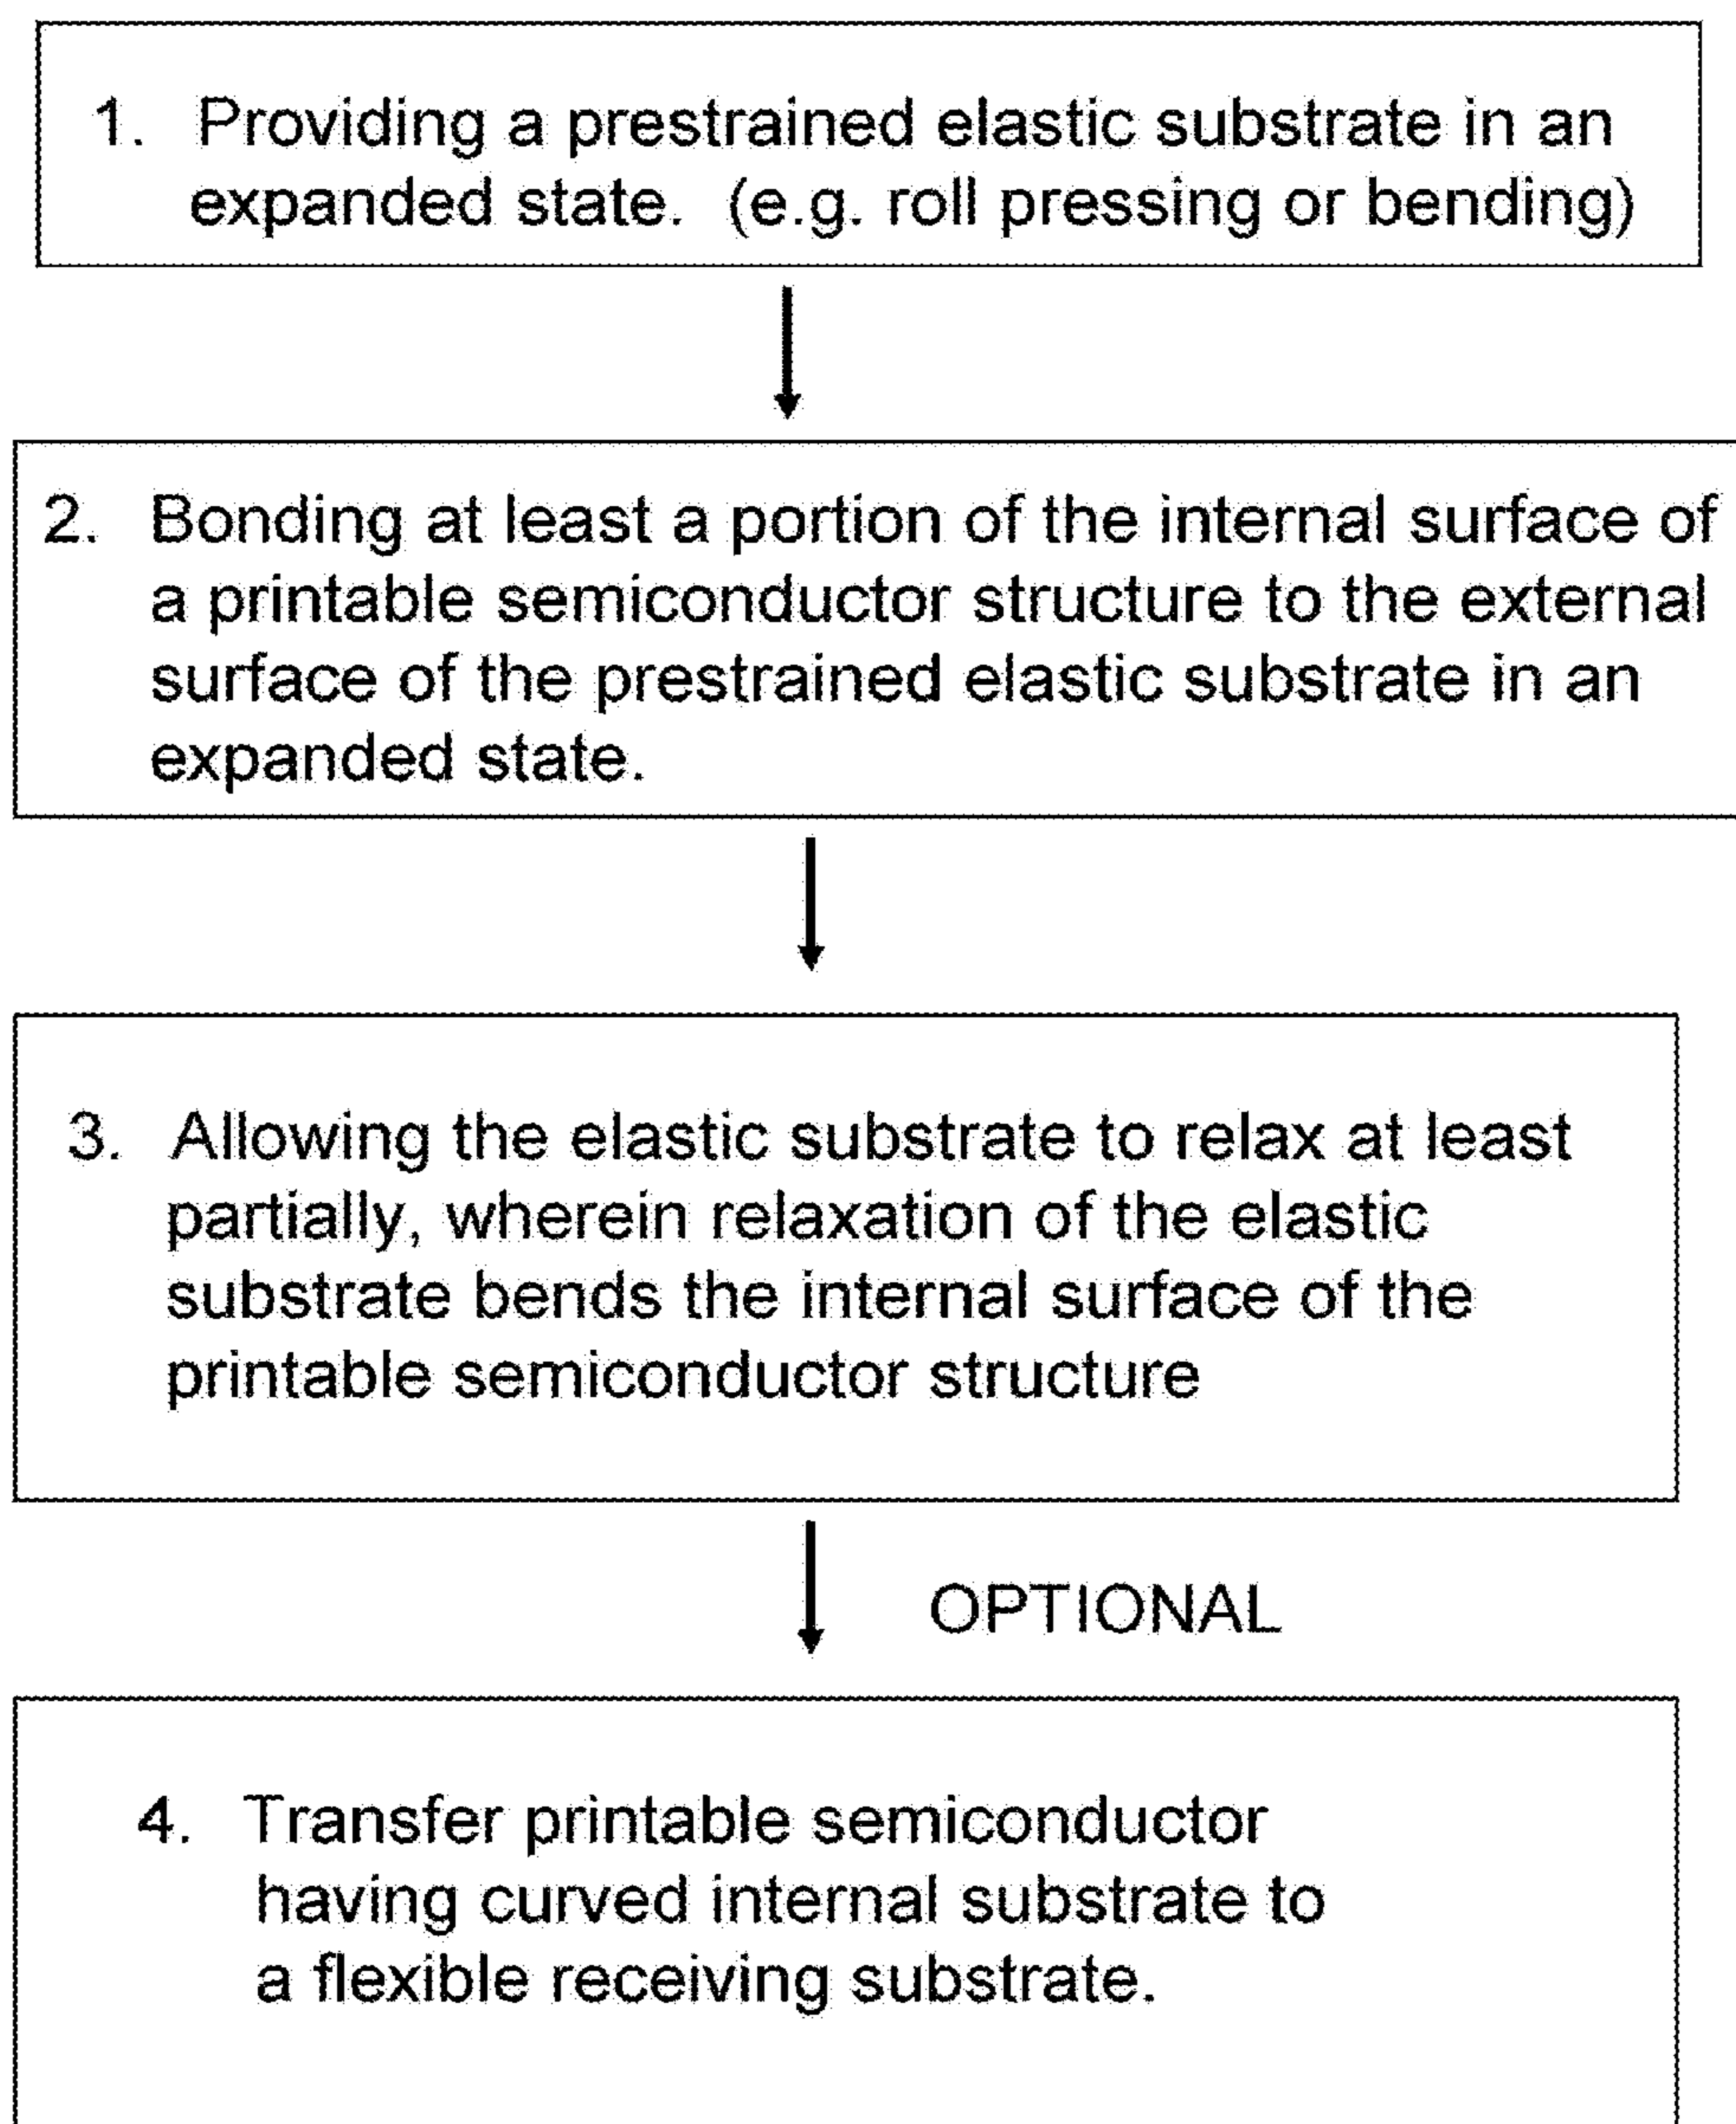 1. Providing a prestrained elastic substrate in an
expanded state. (e.g. roll pressing or bending)
2. Bonding at least a portion of the internal surface of
a printable semiconductor structure to the external
surface of the prestrained elastic substrate in an
expanded state.
3. Allowing the elastic substrate to relax at least
partially, wherein relaxation of the elastic
substrate bends the internal surface of the
printable semiconductor structure
OPTIONAL
4. Transfer printable semiconductor
having curved internal substrate to
a flexible receiving substrate.